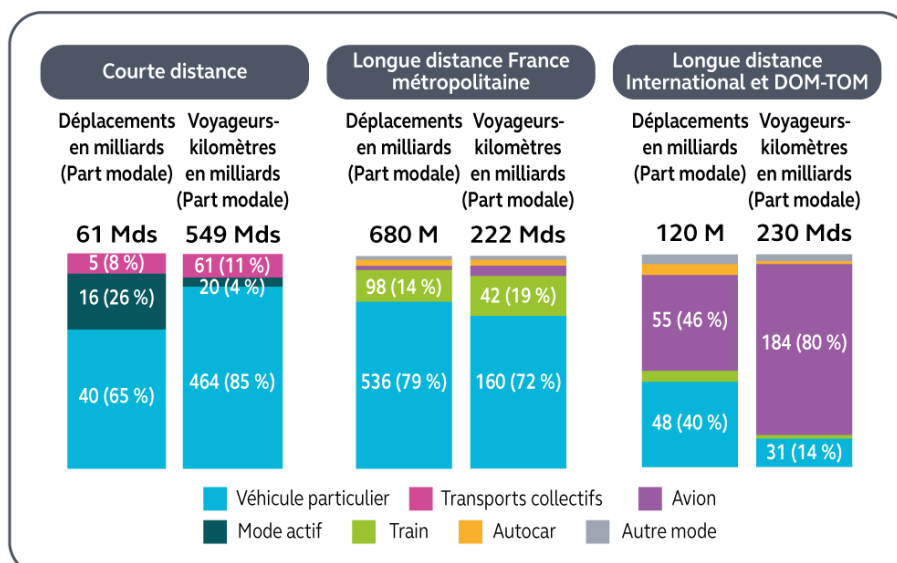 Courte distance
Déplacements
en milliards
(Part modale)
Voyageurs-
kilomètres
en milliards
(Part modale)
61 Mds
549 Mds
5 (8 %)
16 (26 %)
40 (65 %)
61 (11 %)
20 (4 %)
464 (85 %)
Longue distance France
métropolitaine
Déplacements
en milliards
(Part modale)
Voyageurs-
kilomètres
en milliards
(Part modale)
680 M
222 Mds
98 (14 %)
536 (79 %)
42 (19 %)
160 (72 %)
Longue distance
International et DOM-TOM
Déplacements
en milliards
(Part modale)
Voyageurs-
kilomètres
en milliards
(Part modale)
120 M
230 Mds
55 (46 %)
48 (40 %)
184 (80 %)
31 (14 %)
Véhicule particulier
Transports collectifs
Avion
Mode actif
Train
Autocar
Autre mode